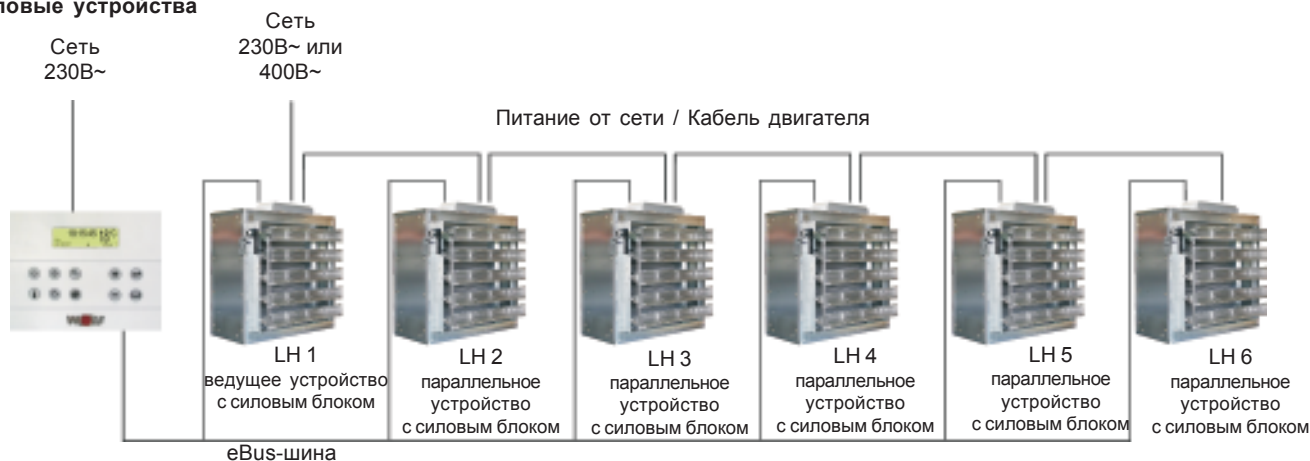 ловые устройства
Сеть
230В~
Сеть
230В~ или
400В~
Питание от сети / Кабель двигателя
LH 1
ведущее устройство
с силовым блоком
LH 2
параллельное
устройство
с силовым блоком
LH 3
параллельное
устройство
с силовым блоком
LH 4
параллельное
устройство
с силовым блоком
LH 5
параллельное
устройство
с силовым блоком
LH 6
параллельное
устройство
с силовым блоком
eBus-шина